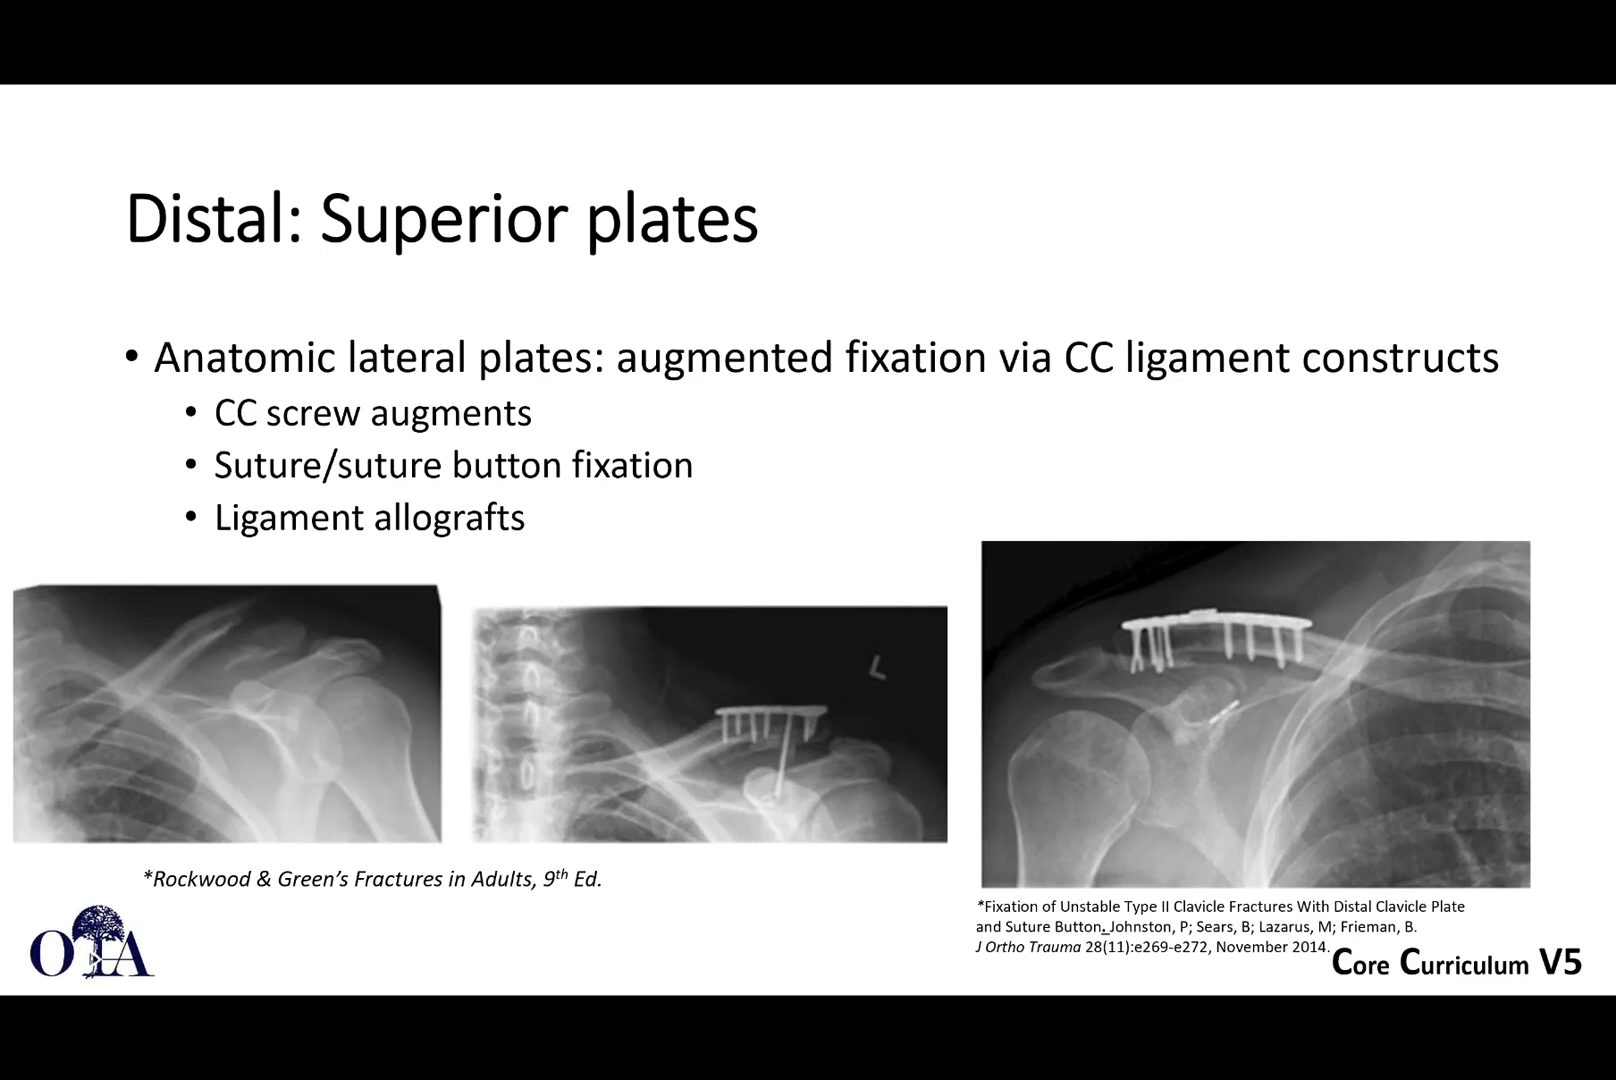 Distal: Superior plates
• Anatomic lateral plates: augmented fixation via CC ligament constructs
• CC screw augments
• Suture/suture button fixation
• Ligament allografts
L
*Rockwood & Green's Fractures in Adults, 9th Ed.
*Fixation of Unstable Type II Clavicle Fractures With Distal Clavicle Plate
and Suture Button. Johnston, P; Sears, B; Lazarus, M; Frieman, B.
J Ortho Trauma 28(11):e269-e272, November 2014.
OTA
Core Curriculum V5